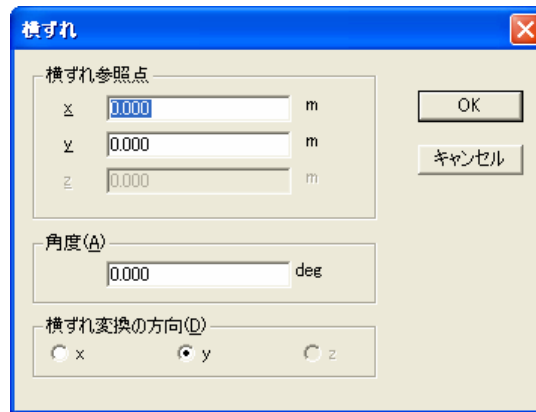 横ずれ
横ずれ参照点
x 0.000 m
y 0.000 m
z 0.000 m
OK
キャンセル
角度(A)
0.000 deg
横ずれ変換の方向(D)
x y z